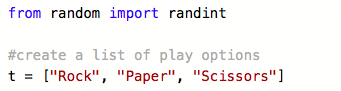 from random import randint
#create a list of play options
t = ["Rock", "Paper", "Scissors"]